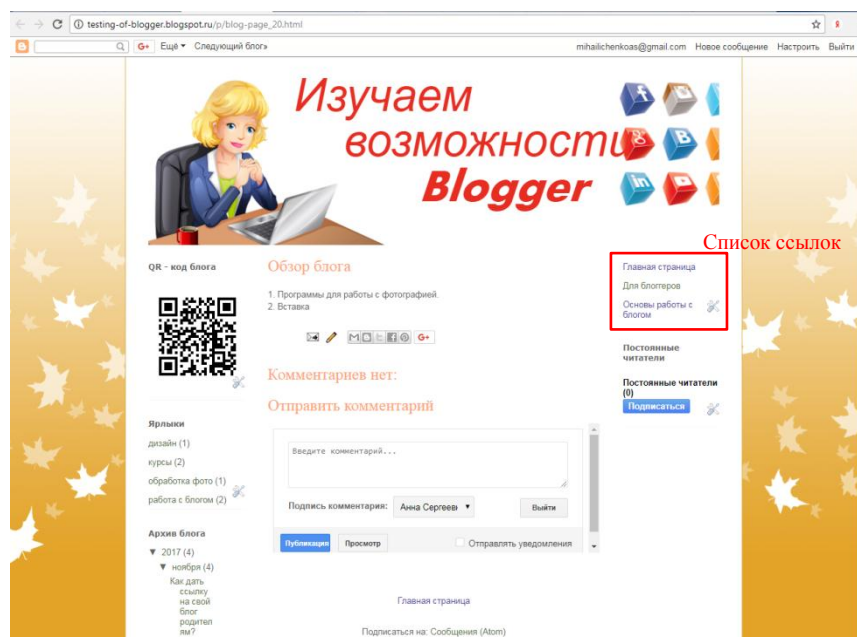 testing-of-blogger.blogspot.ru/p/blog-page_20.html
G+ Ещё ▾ Следующий блог»
mihailichenkoas@gmail.com Новое сообщение Настроить Выйти
Изучаем
возможности
Blogger
Список ссылок
QR - код блога
Ярлыки
дизайн (1)
курсы (2)
обработка фото (1)
работа с блогом (2)
Архив блога
▼ 2017 (4)
▼ ноября (4)
Как дать
ссылку
на свой
блог
родител
ям?
Обзор блога
1. Программы для работы с фотографией.
2. Вставка
G+
Комментариев нет:
Отправить комментарий
Введите комментарий...
Подпись комментария: Анна Сергеев ▾ Выйти
Публикация Просмотр Отправлять уведомления
Главная страница
Подписаться на: Сообщения (Atom)
Главная страница
Для блоггеров
Основы работы с
блогом
Постоянные
читатели
Постоянные читатели
(0)
Подписаться